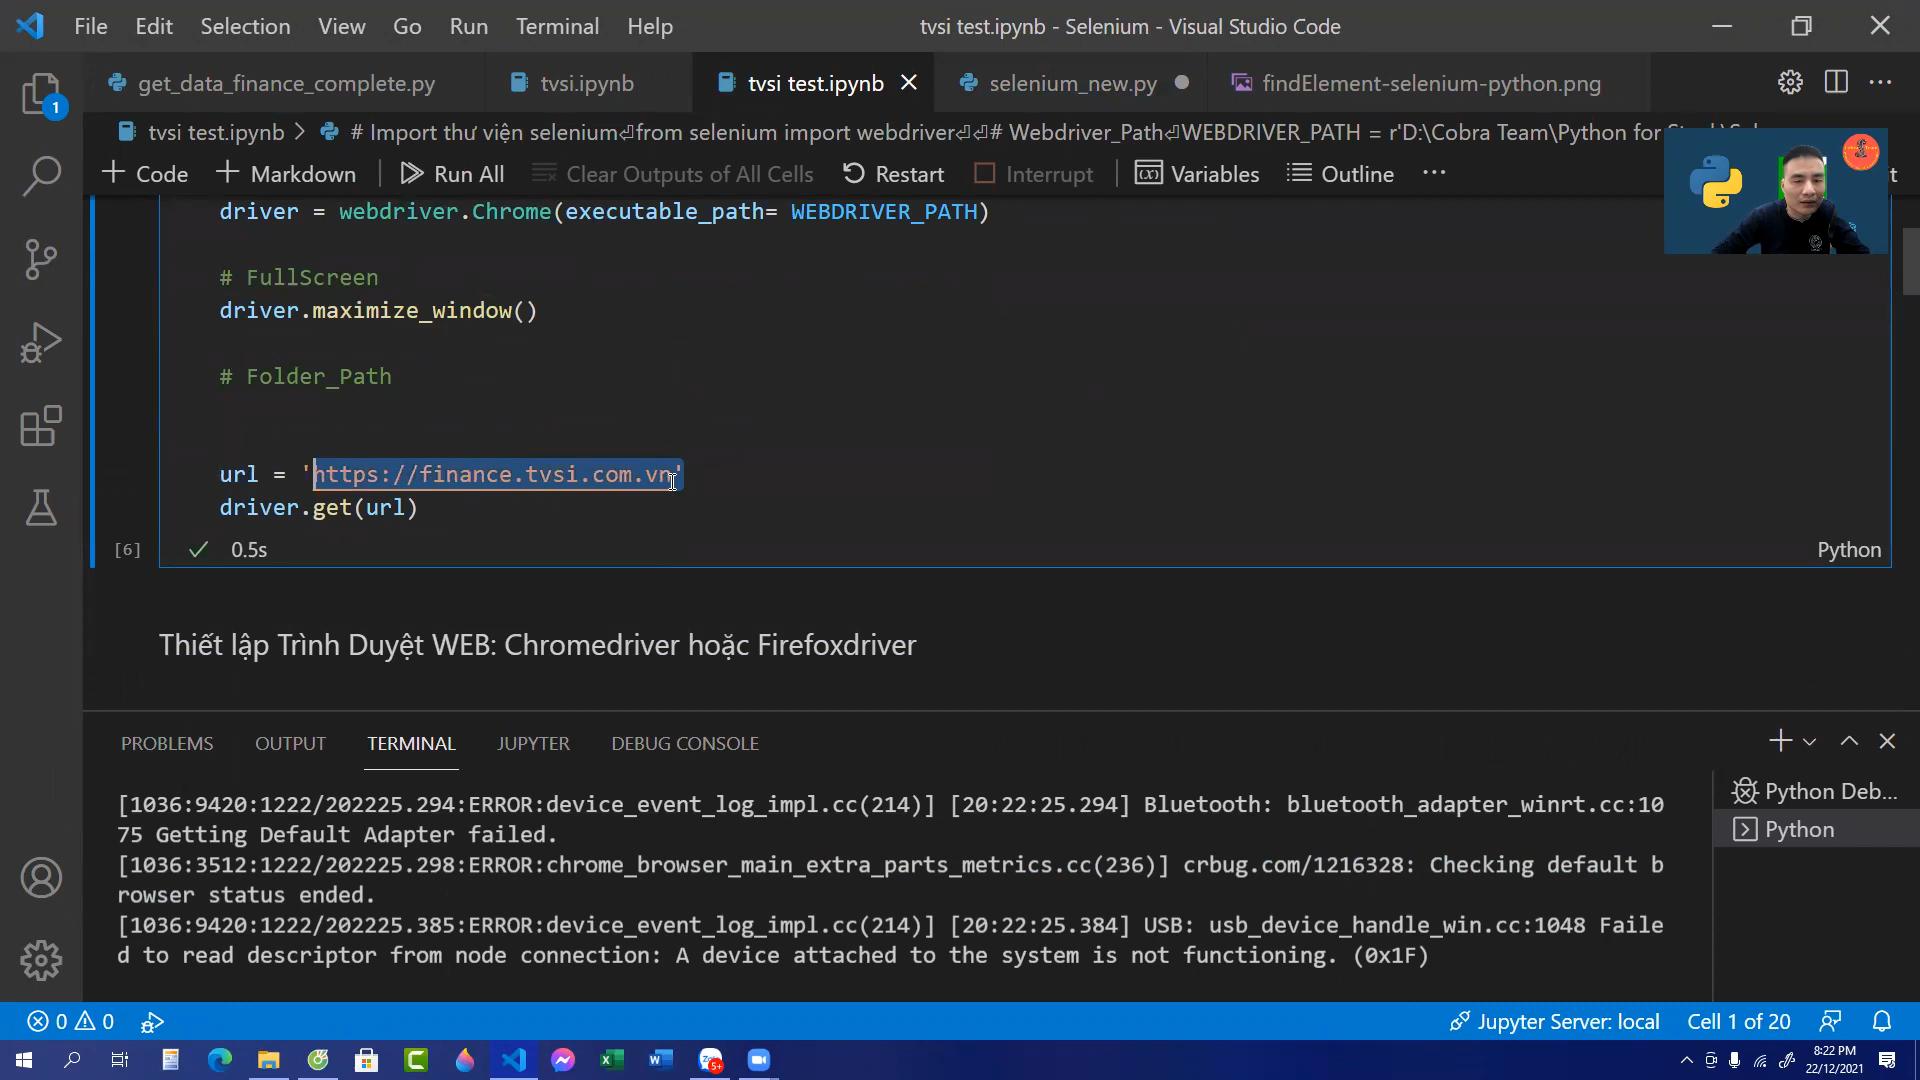 File Edit Selection View Go Run Terminal Help tvsi test.ipynb - Selenium - Visual Studio Code
get_data_finance_complete.py tvsi.ipynb tvsi test.ipynb selenium_new.py findElement-selenium-python.png
1
tvsi test.ipynb > # Import thư viện selenium⏎from selenium import webdriver⏎⏎# Webdriver_Path⏎WEBDRIVER_PATH = r'D:\Cobra Team\Python for
Code Markdown Run All Clear Outputs of All Cells Restart Interrupt Variables Outline ···
driver = webdriver.Chrome(executable_path= WEBDRIVER_PATH)
# FullScreen
driver.maximize_window()
# Folder_Path
url = 'https://finance.tvsi.com.vn'
driver.get(url)
[6] 0.5s Python
Thiết lập Trình Duyệt WEB: Chromedriver hoặc Firefoxdriver
PROBLEMS OUTPUT TERMINAL JUPYTER DEBUG CONSOLE
[1036:9420:1222/202225.294:ERROR:device_event_log_impl.cc(214)] [20:22:25.294] Bluetooth: bluetooth_adapter_winrt.cc:10
75 Getting Default Adapter failed.
[1036:3512:1222/202225.298:ERROR:chrome_browser_main_extra_parts_metrics.cc(236)] crbug.com/1216328: Checking default b
rowser status ended.
[1036:9420:1222/202225.385:ERROR:device_event_log_impl.cc(214)] [20:22:25.384] USB: usb_device_handle_win.cc:1048 Faile
d to read descriptor from node connection: A device attached to the system is not functioning. (0x1F)
Python Deb...
Python
0 0 Jupyter Server: local Cell 1 of 20
5+
8:22 PM
22/12/2021